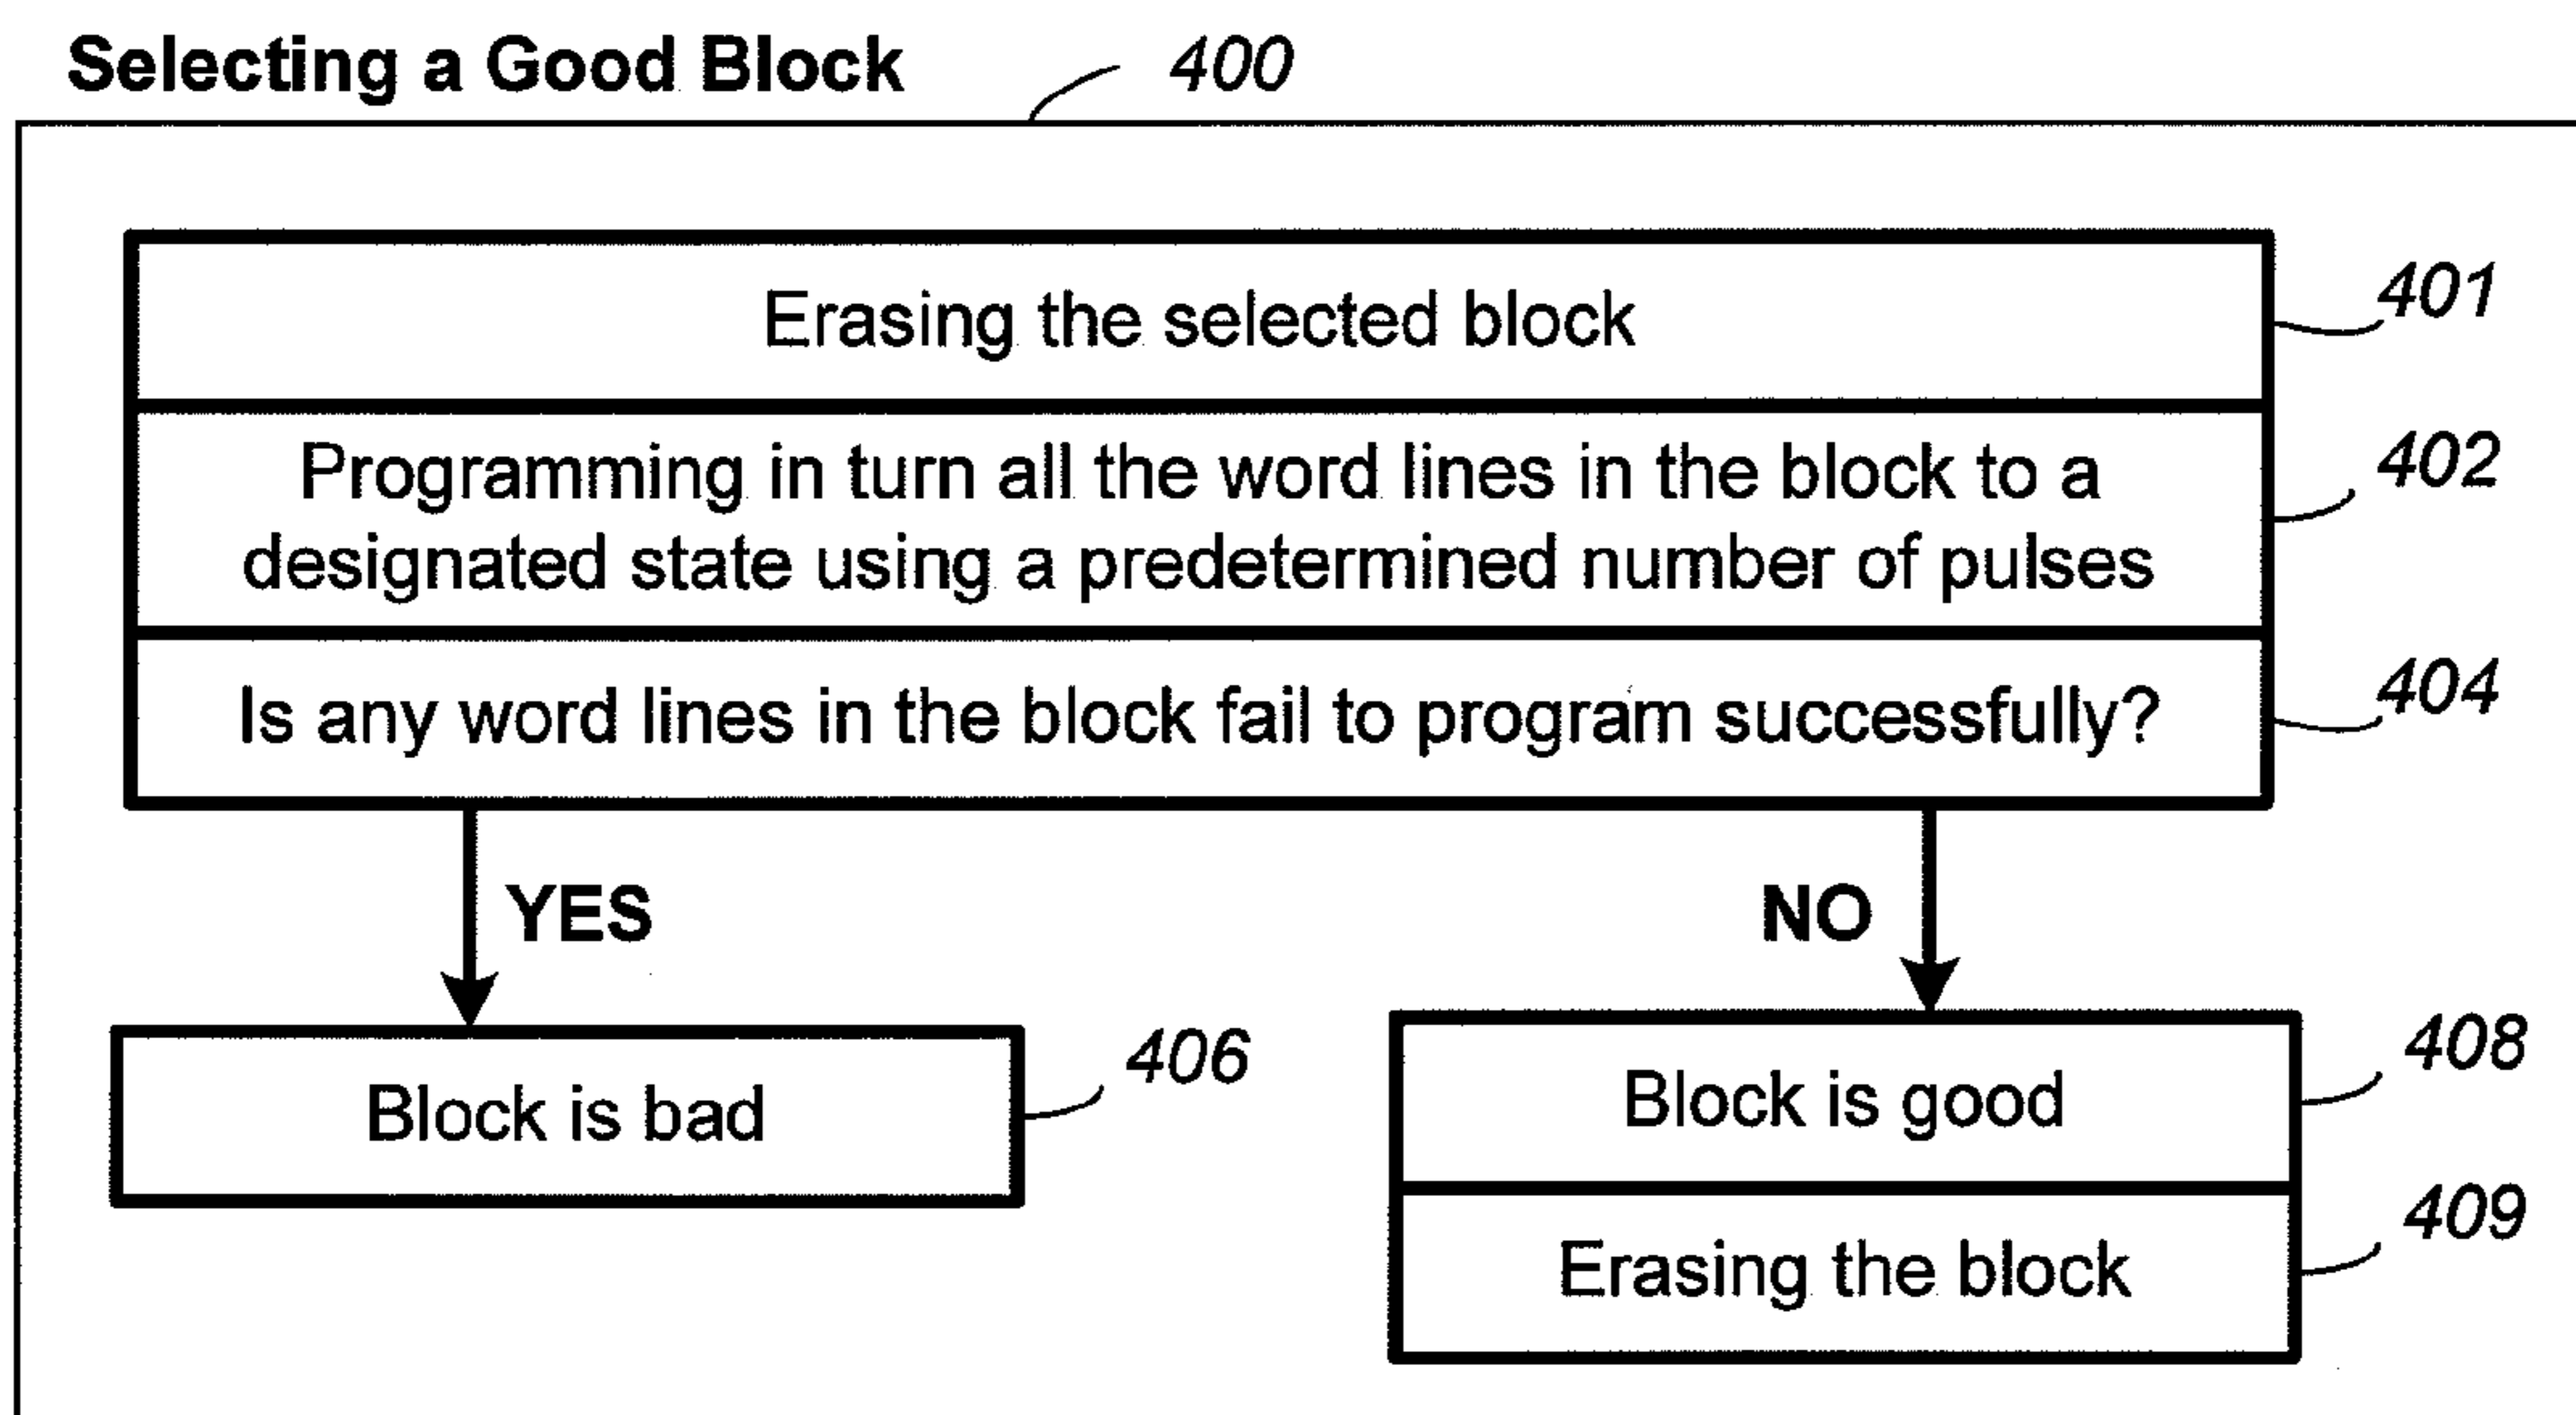 Selecting a Good Block
400
Erasing the selected block
401
Programming in turn all the word lines in the block to a
designated state using a predetermined number of pulses
402
Is any word lines in the block fail to program successfully?
404
YES
NO
Block is bad
406
Block is good
408
Erasing the block
409